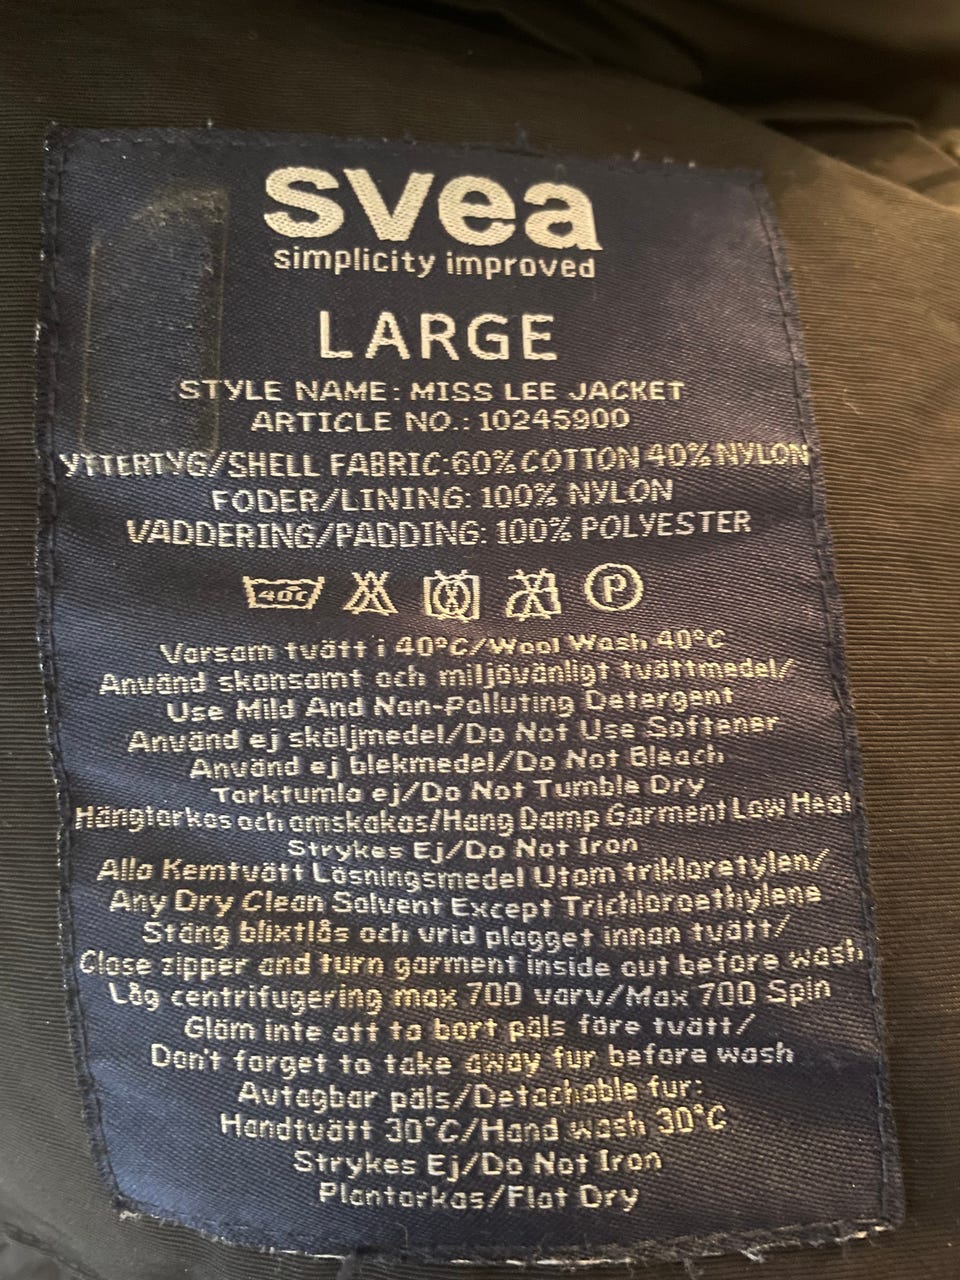 svea
simplicity improved
LARGE
STYLE NAME: MISS LEE JACKET
ARTICLE NO.: 10245900
YTTERTYG/SHELL FABRIC:60% COTTON 40% NYLON
FODER/LINING: 100% NYLON
VADDERING/PADDING: 100% POLYESTER
40C P
Varsam tvätt i 40°C/Wool Wash 40°C
Använd skonsamt och miljövänligt tvättmedel/
Use Mild And Non-Polluting Detergent
Använd ej sköljmedel/Do Not Use Softener
Använd ej blekmedel/Do Not Bleach
Torktumla ej/Do Not Tumble Dry
Hängtorkas och omskakas/Hang Damp Garment Low Heat
Strykes Ej/Do Not Iron
Alla Kemtvätt Lösningsmedel Utom trikloretylen/
Any Dry Clean Solvent Except Trichloroethylene
Stäng blixtlås och vrid plagget innan tvätt/
Close zipper and turn garment inside out before wash
Låg centrifugering max 700 varv/Max 700 Spin
Glöm inte att ta bort päls före tvätt/
Don't forget to take away fur before wash
Avtagbar päls/Detachable fur:
Handtvätt 30°C/Hand wash 30°C
Strykes Ej/Do Not Iron
Plantorkas/Flat Dry